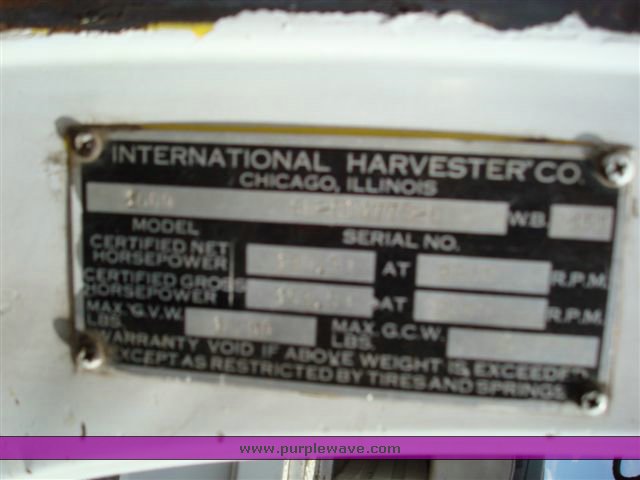 INTERNATIONAL HARVESTER CO.
CHICAGO, ILLINOIS
W.B.
MODEL SERIAL NO.
CERTIFIED NET
HORSEPOWER AT R.P.M.
CERTIFIED GROSS
HORSEPOWER AT R.P.M.
MAX. G.V.W.
LBS.
MAX. G.C.W.
LBS.
WARRANTY VOID IF ABOVE WEIGHT IS EXCEEDED
EXCEPT AS RESTRICTED BY TIRES AND SPRINGS
www.purplewave.com